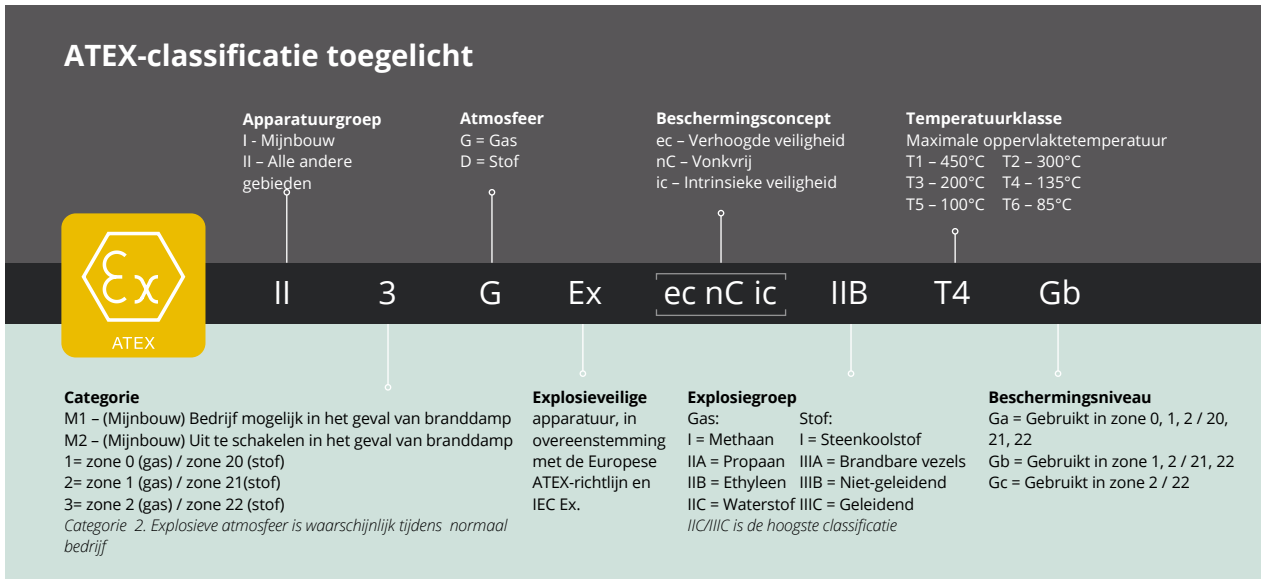 ATEX-classificatie toegelicht
Apparatuurgroep
I - Mijnbouw
II – Alle andere
gebieden
Atmosfeer
G = Gas
D = Stof
Beschermingsconcept
ec – Verhoogde veiligheid
nC – Vonkvrij
ic – Intrinsieke veiligheid
Temperatuurklasse
Maximale oppervlaktetemperatuur
T1 – 450°C T2 – 300°C
T3 – 200°C T4 – 135°C
T5 – 100°C T6 – 85°C
Ex
ATEX
II 3 G Ex ec nC ic IIB T4 Gb
Categorie
M1 – (Mijnbouw) Bedrijf mogelijk in het geval van branddamp
M2 – (Mijnbouw) Uit te schakelen in het geval van branddamp
1= zone 0 (gas) / zone 20 (stof)
2= zone 1 (gas) / zone 21(stof)
3= zone 2 (gas) / zone 22 (stof)
Categorie 2. Explosieve atmosfeer is waarschijnlijk tijdens normaal
bedrijf
Explosieveilige
apparatuur, in
overeenstemming
met de Europese
ATEX-richtlijn en
IEC Ex.
Explosiegroep
Gas: Stof:
I = Methaan I = Steenkoolstof
IIA = Propaan IIIA = Brandbare vezels
IIB = Ethyleen IIIB = Niet-geleidend
IIC = Waterstof IIIC = Geleidend
IIC/IIIC is de hoogste classificatie
Beschermingsniveau
Ga = Gebruikt in zone 0, 1, 2 / 20,
21, 22
Gb = Gebruikt in zone 1, 2 / 21, 22
Gc = Gebruikt in zone 2 / 22